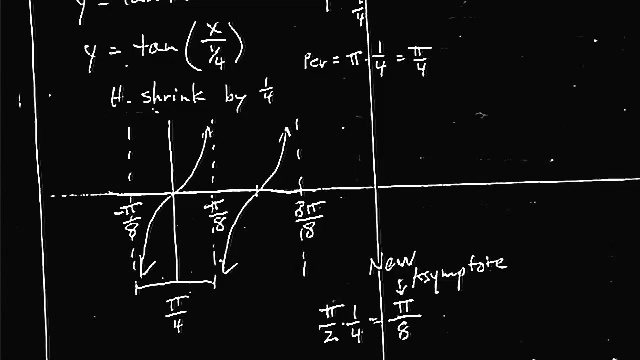 y = tan(x/(1/4))
Per = π · 1/4 = π/4
H. shrink by 1/4
-π/8 π/8 3π/8
π/4
New
Asymptote
π/2 · 1/4 = π/8